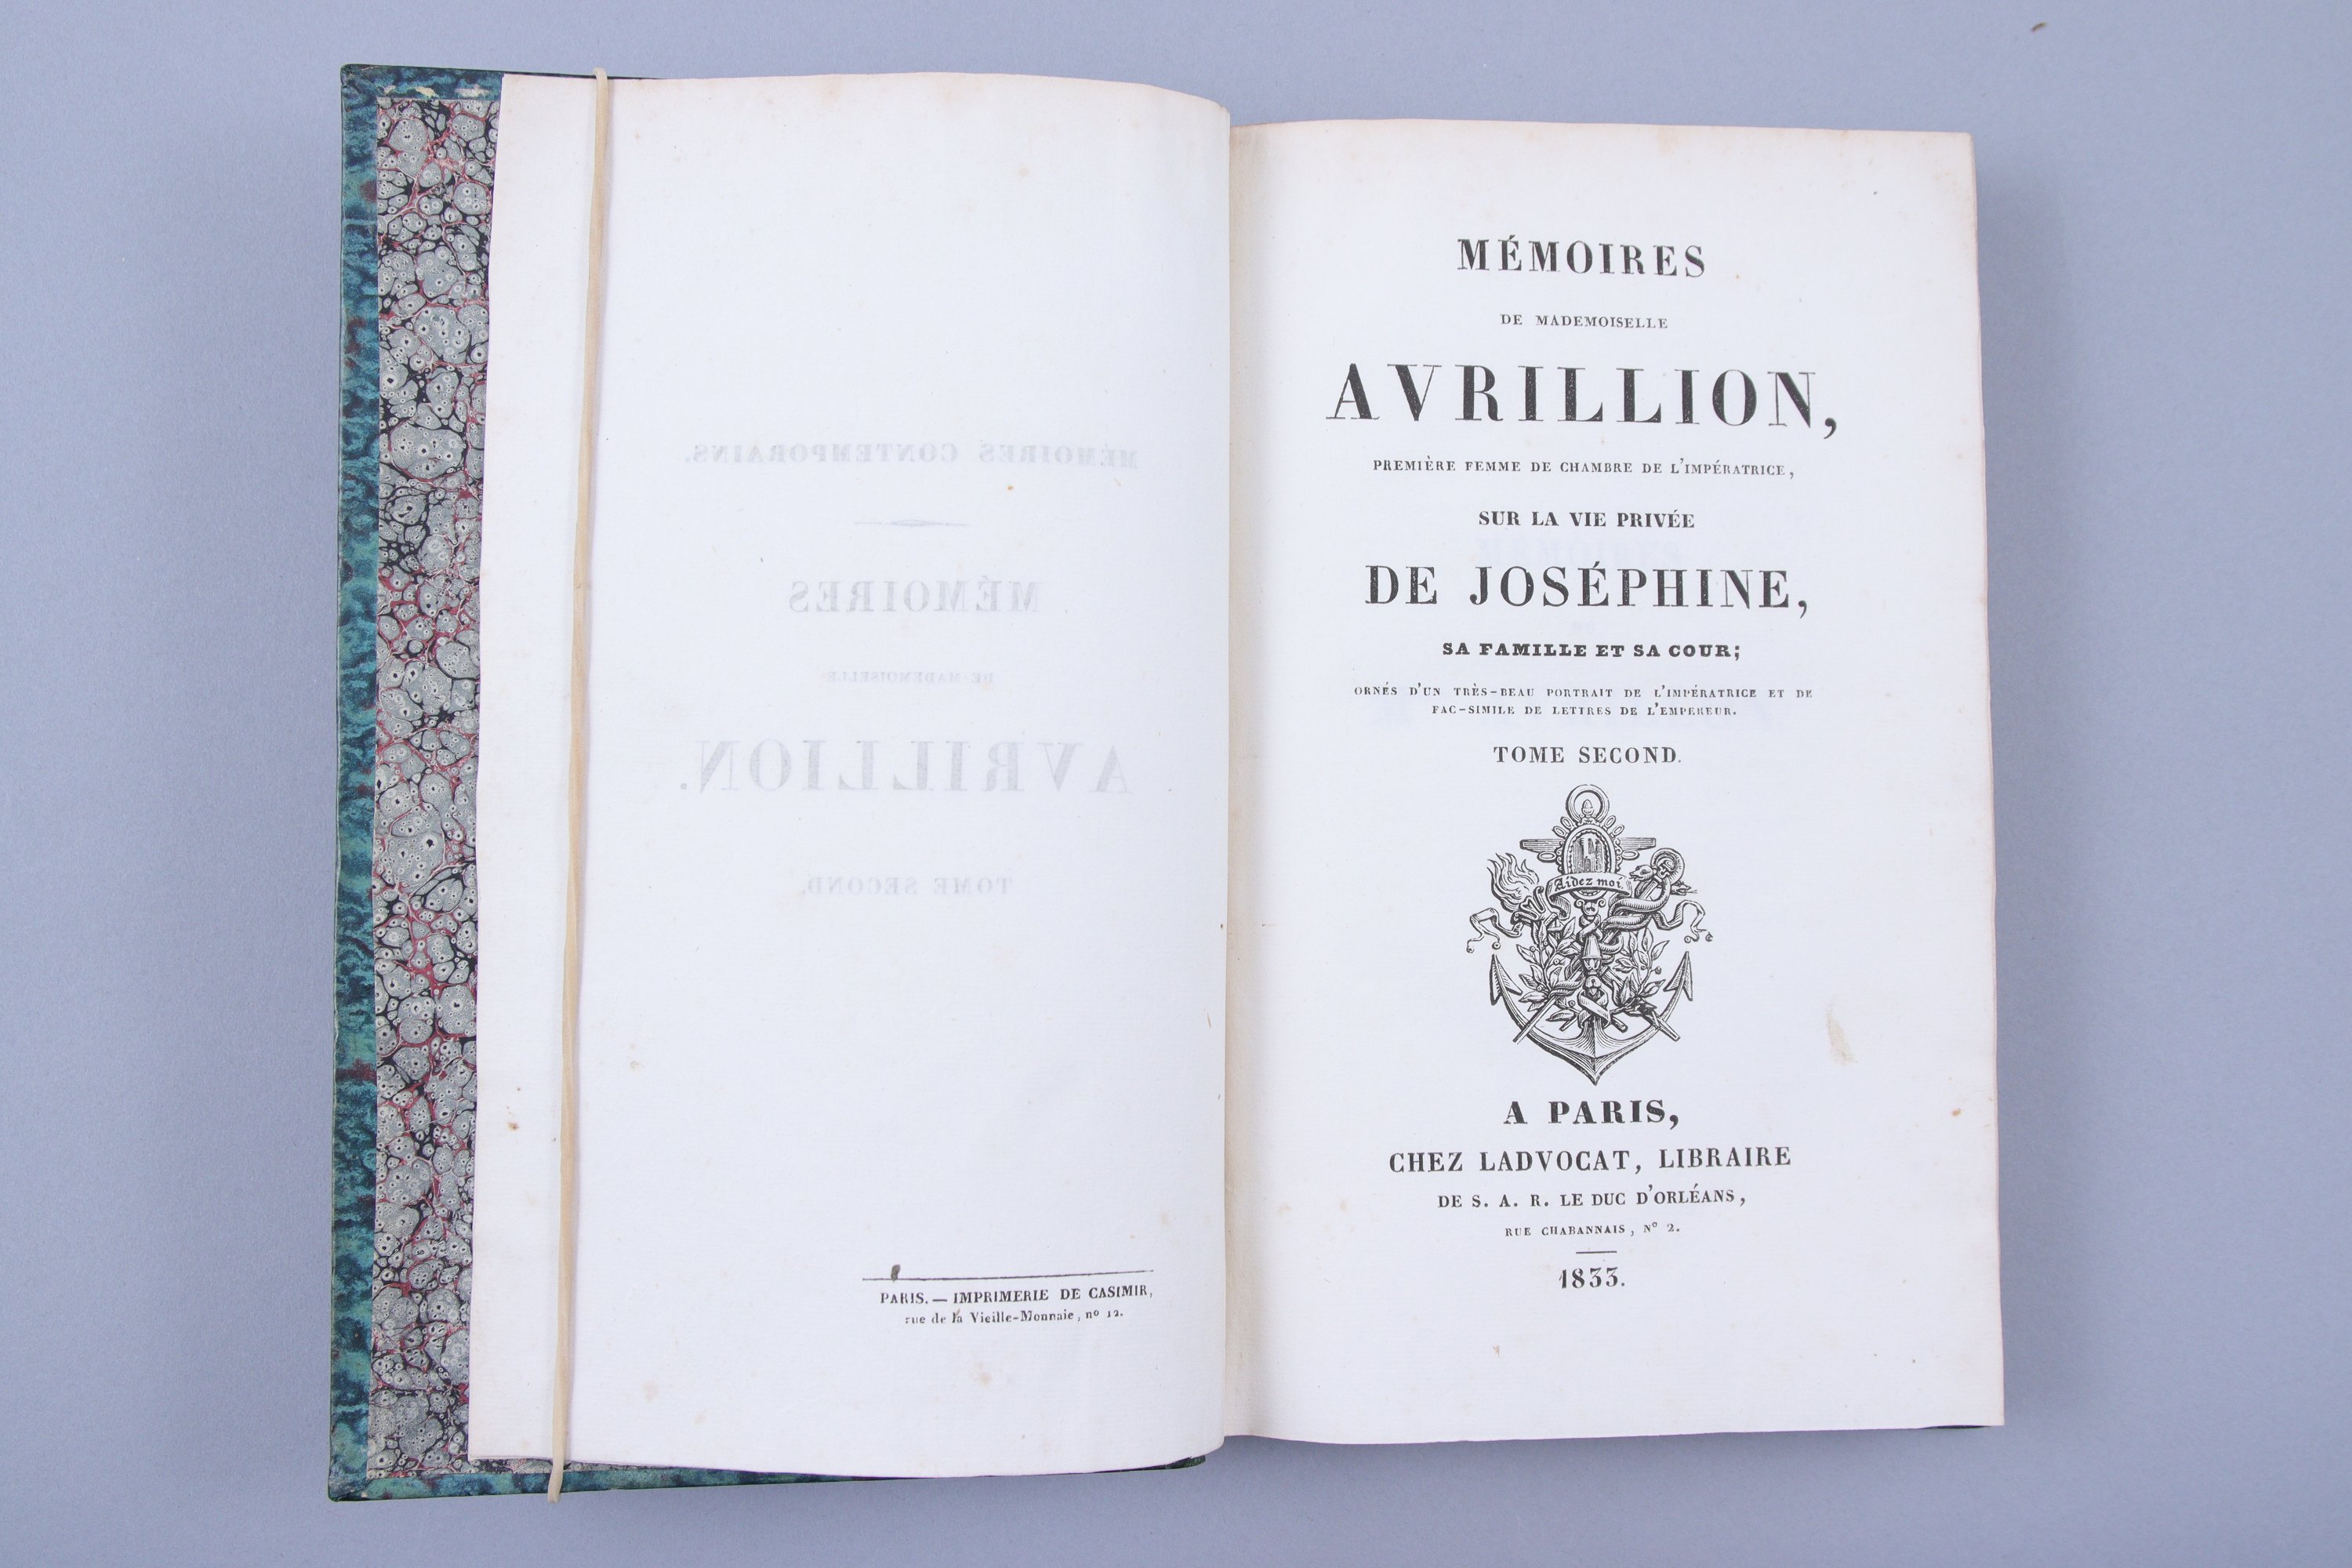 MÉMOIRES CONTEMPORAINS.
MÉMOIRES
DE MADEMOISELLE
AVRILLION.
TOME SECOND.
PARIS. — IMPRIMERIE DE CASIMIR,
rue de la Vieille-Monnaie, nº 12.
MÉMOIRES
DE MADEMOISELLE
AVRILLION,
PREMIÈRE FEMME DE CHAMBRE DE L'IMPÉRATRICE,
SUR LA VIE PRIVÉE
DE JOSÉPHINE,
SA FAMILLE ET SA COUR;
ORNÉS D'UN TRÈS-BEAU PORTRAIT DE L'IMPÉRATRICE ET DE
FAC-SIMILE DE LETTRES DE L'EMPEREUR.
TOME SECOND.
Aidez moi.
A PARIS,
CHEZ LADVOCAT, LIBRAIRE
DE S. A. R. LE DUC D'ORLÉANS,
RUE CHABANNAIS, Nº 2.
1833.